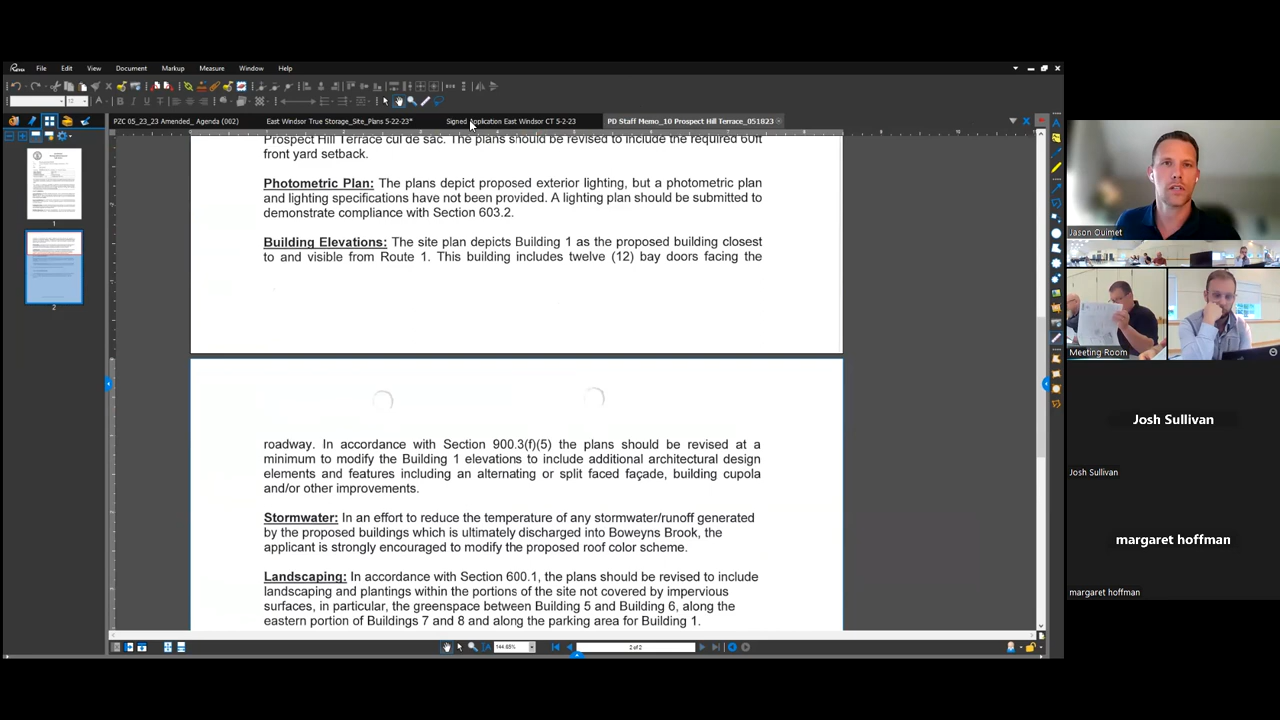 Revu File Edit View Document Markup Measure Window Help
12
PZC 05_23_23 Amended_ Agenda (002) East Windsor True Storage_Site_Plans 5-22-23* Signed Application East Windsor CT 5-2-23 PD Staff Memo_10 Prospect Hill Terrace_051823
Prospect Hill Terrace cul de sac. The plans should be revised to include the required 60ft
front yard setback.
Photometric Plan: The plans depict proposed exterior lighting, but a photometric plan
and lighting specifications have not been provided. A lighting plan should be submitted to
demonstrate compliance with Section 603.2.
Building Elevations: The site plan depicts Building 1 as the proposed building closest
to and visible from Route 1. This building includes twelve (12) bay doors facing the
roadway. In accordance with Section 900.3(f)(5) the plans should be revised at a
minimum to modify the Building 1 elevations to include additional architectural design
elements and features including an alternating or split faced façade, building cupola
and/or other improvements.
Stormwater: In an effort to reduce the temperature of any stormwater/runoff generated
by the proposed buildings which is ultimately discharged into Boweyns Brook, the
applicant is strongly encouraged to modify the proposed roof color scheme.
Landscaping: In accordance with Section 600.1, the plans should be revised to include
landscaping and plantings within the portions of the site not covered by impervious
surfaces, in particular, the greenspace between Building 5 and Building 6, along the
eastern portion of Buildings 7 and 8 and along the parking area for Building 1.
1
2
144.65% 2 of 2
Jason Ouimet
Meeting Room
Josh Sullivan
Josh Sullivan
margaret hoffman
margaret hoffman